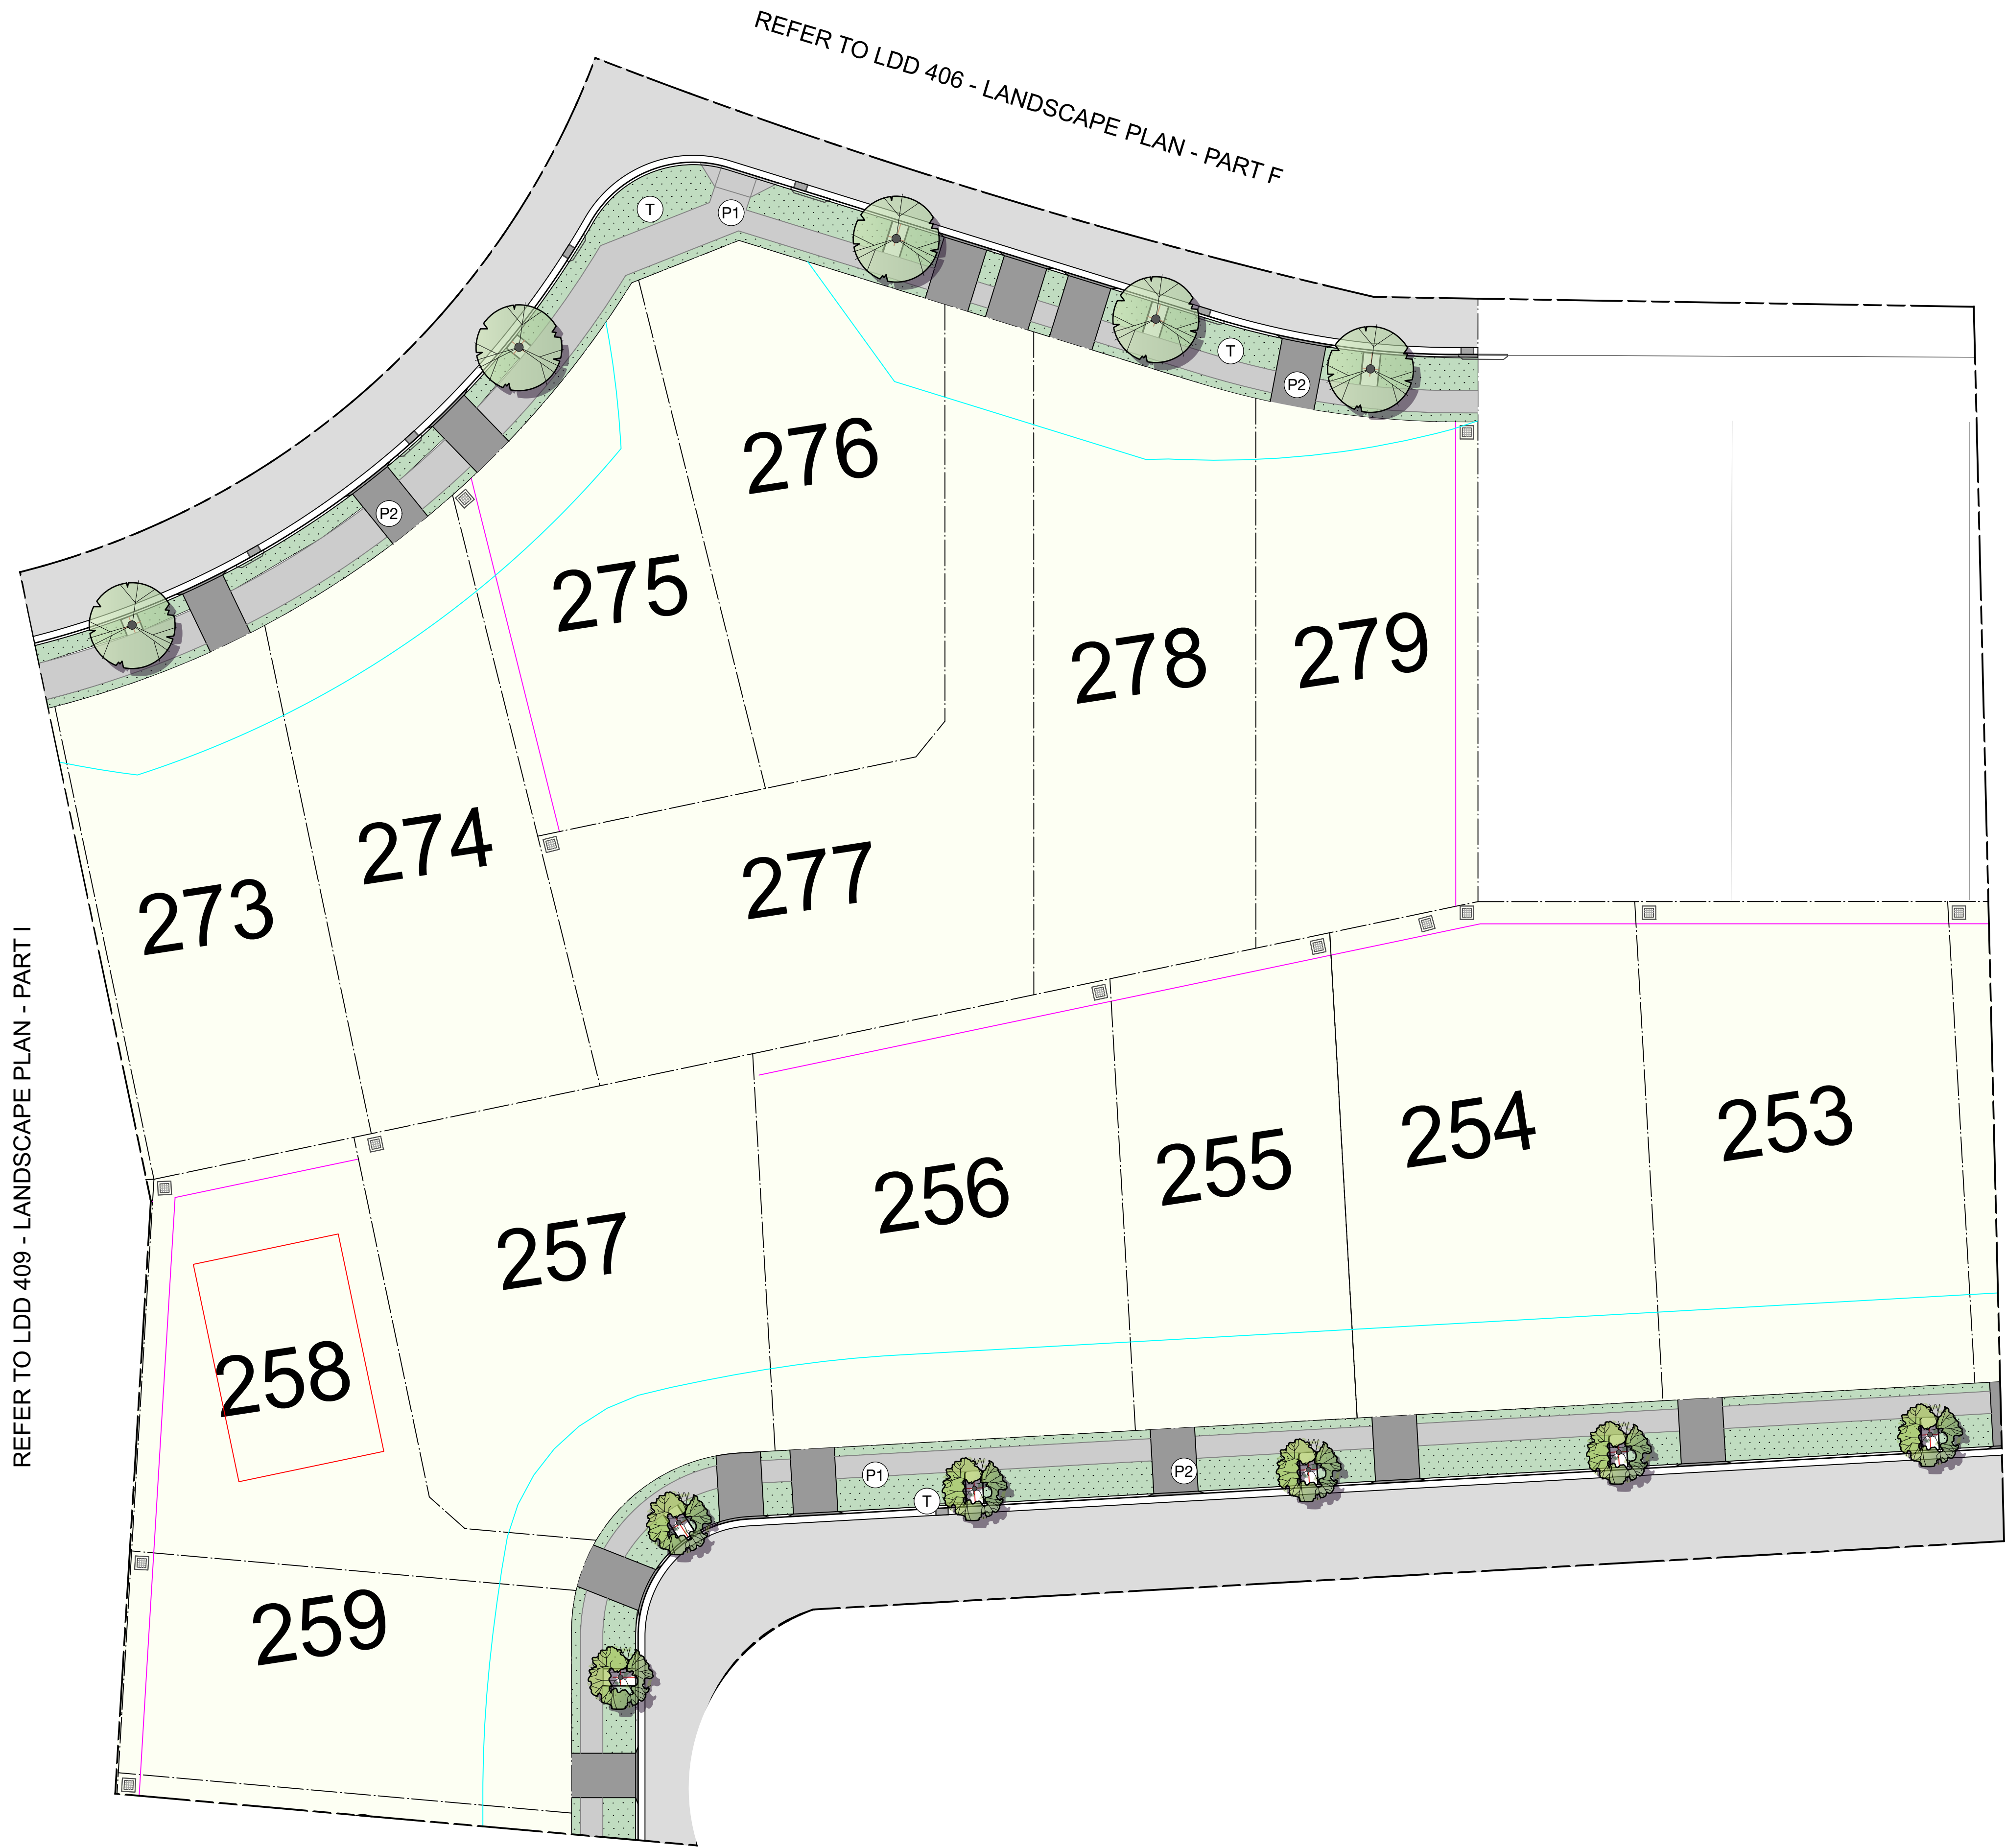 REFER TO LDD 406 - LANDSCAPE PLAN - PART F
T
P1
T
P2
276
P2
275
278
279
274
277
273
REFER TO LDD 409 - LANDSCAPE PLAN - PART I
254
253
256
255
257
258
P1
P2
T
259